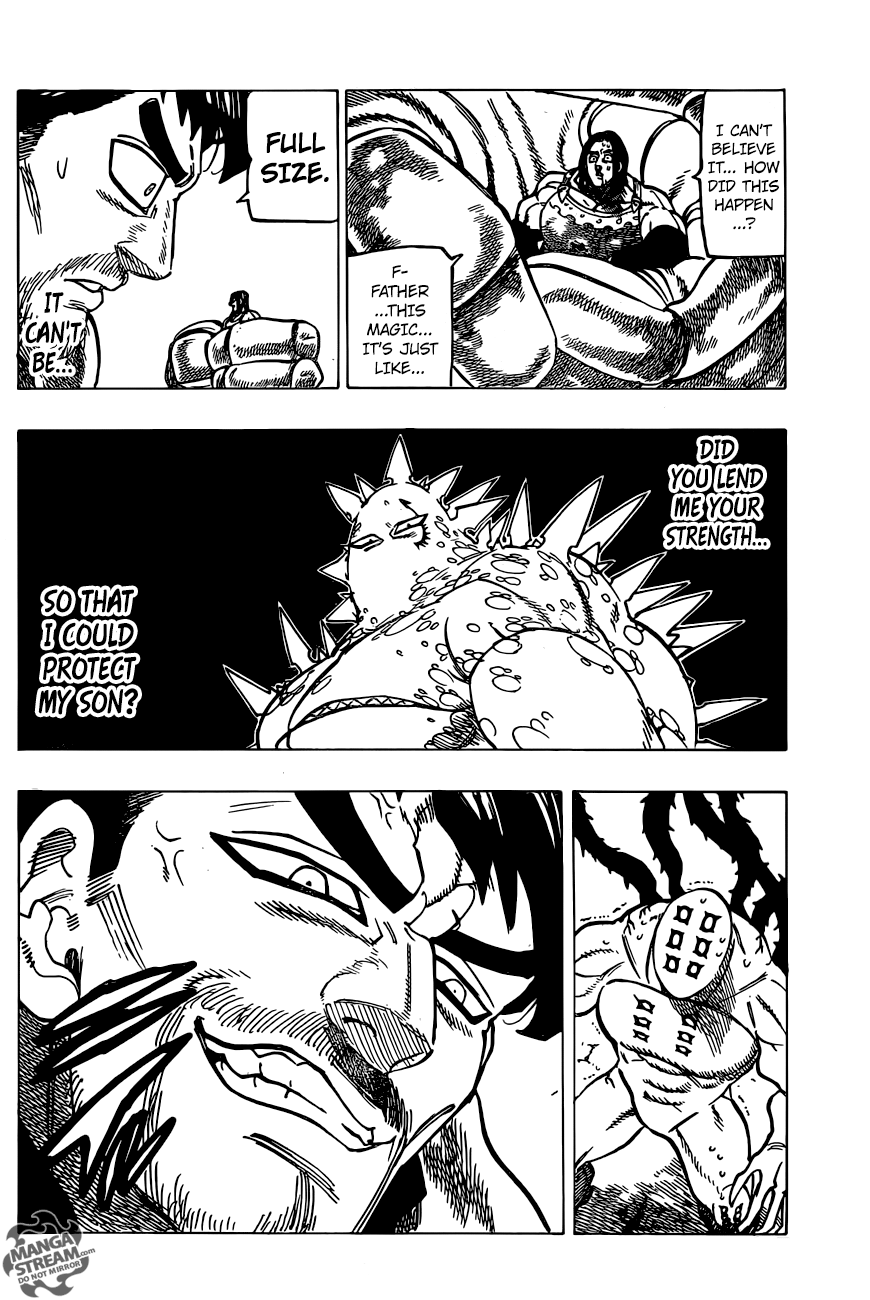 I CAN'T
BELIEVE
IT... HOW
DID THIS
HAPPEN
...?
F-
FATHER
...THIS
MAGIC...
IT'S JUST
LIKE...
FULL
SIZE.
IT
CAN'T
BE...
DID
YOU LEND
ME YOUR
STRENGTH...
SO THAT
I COULD
PROTECT
MY SON?
MANGA
STREAM.com
DO NOT MIRROR!